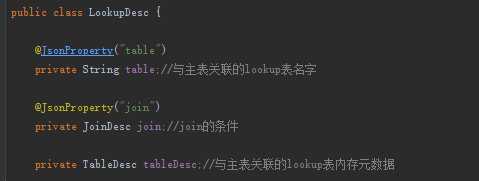 public class LookupDesc {
@JsonProperty("table")
private String table;//与主表关联的lookup表名字
@JsonProperty("join")
private JoinDesc join;//join的条件
private TableDesc tableDesc;//与主表关联的lookup表内存元数据